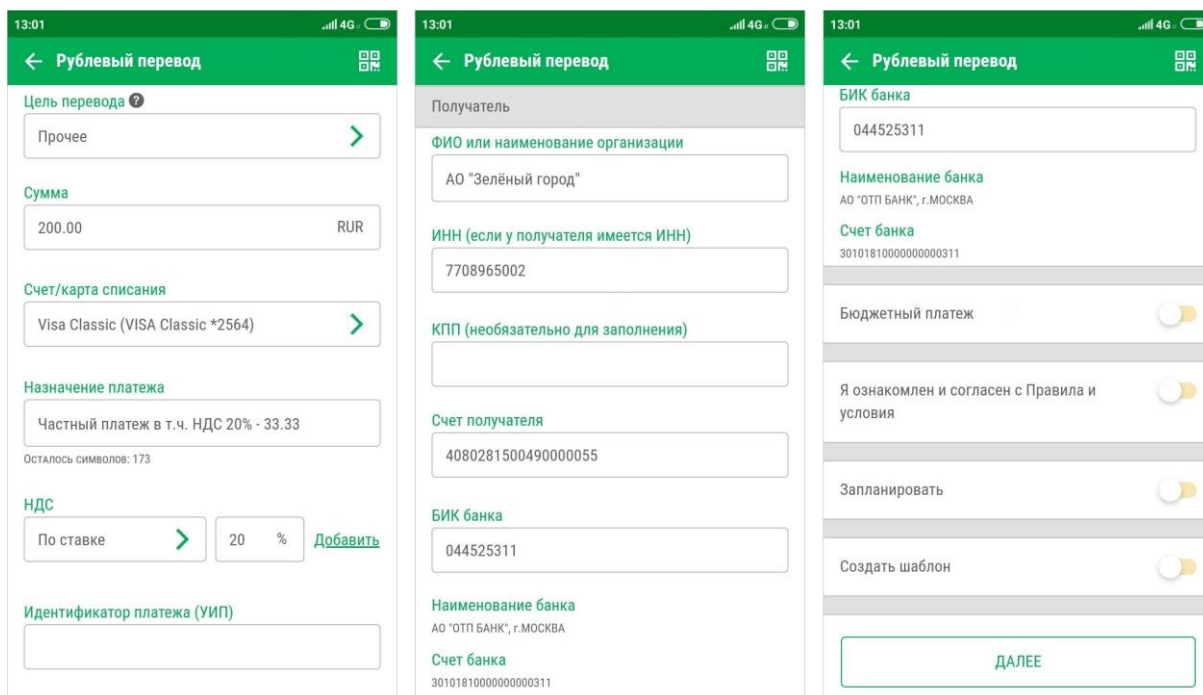 13:01
4G
Рублевый перевод
Цель перевода ?
Прочее
Сумма
200.00 RUR
Счет/карта списания
Visa Classic (VISA Classic *2564)
Назначение платежа
Частный платеж в т.ч. НДС 20% - 33.33
Осталось символов: 173
НДС
По ставке 20 % Добавить
Идентификатор платежа (УИП)
13:01
4G
Рублевый перевод
Получатель
ФИО или наименование организации
АО "Зелёный город"
ИНН (если у получателя имеется ИНН)
7708965002
КПП (необязательно для заполнения)
Счет получателя
4080281500490000055
БИК банка
044525311
Наименование банка
АО "ОТП БАНК", г.МОСКВА
Счет банка
30101810000000000311
13:01
4G
Рублевый перевод
БИК банка
044525311
Наименование банка
АО "ОТП БАНК", г.МОСКВА
Счет банка
30101810000000000311
Бюджетный платеж
Я ознакомлен и согласен с Правила и
условия
Запланировать
Создать шаблон
ДАЛЕЕ